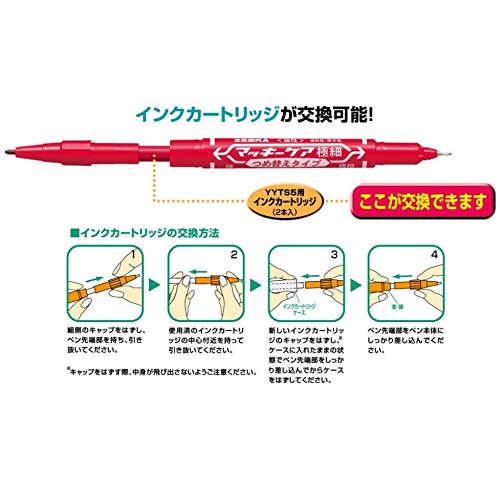 インクカートリッジが交換可能!
ZEBRA <油性>
マッキーケア極細
つめ替えタイプ
YYTS5用
インクカートリッジ
(2本入)
ここが交換できます
■インクカートリッジの交換方法
1
2
3
4
インクカートリッジ
ケース
本体
細側のキャップをはずし、
ペン先端部を持ち、引き
抜いてください。
使用済のインクカートリッ
ジの中心付近を持って
引き抜いてください。
新しいインクカートリッ
ジのキャップをはずし、※
ケースに入れたままの状
態でペン先端部をしっか
り差し込んでからケース
をはずしてください。
ペン先端部をペン本体に
しっかり差し込んでくだ
さい。
※キャップをはずす際、中身が飛び出さないようご注意ください。